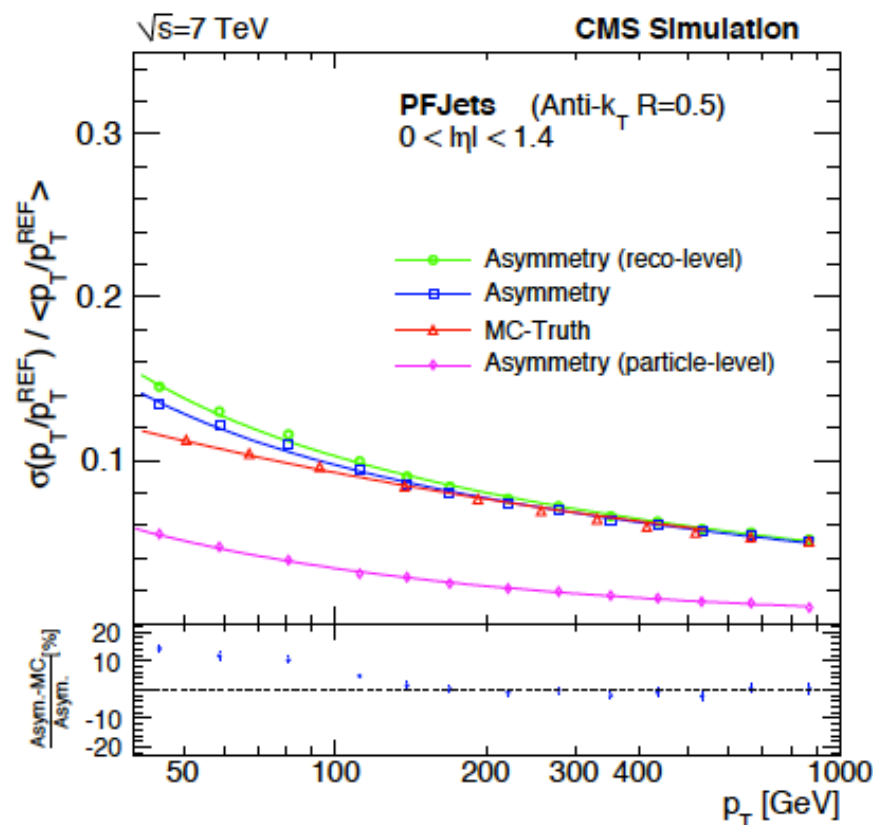 √s=7 TeV CMS Simulation
PFJets (Anti-k_T R=0.5)
0 < |η| < 1.4
0.3
0.2
0.1
σ(p_T/p_T^REF) / <p_T/p_T^REF>
Asymmetry (reco-level)
Asymmetry
MC-Truth
Asymmetry (particle-level)
20
10
-10
-20
Asym.-MC [%]
Asym.
50 100 200 300 400 1000
p_T [GeV]